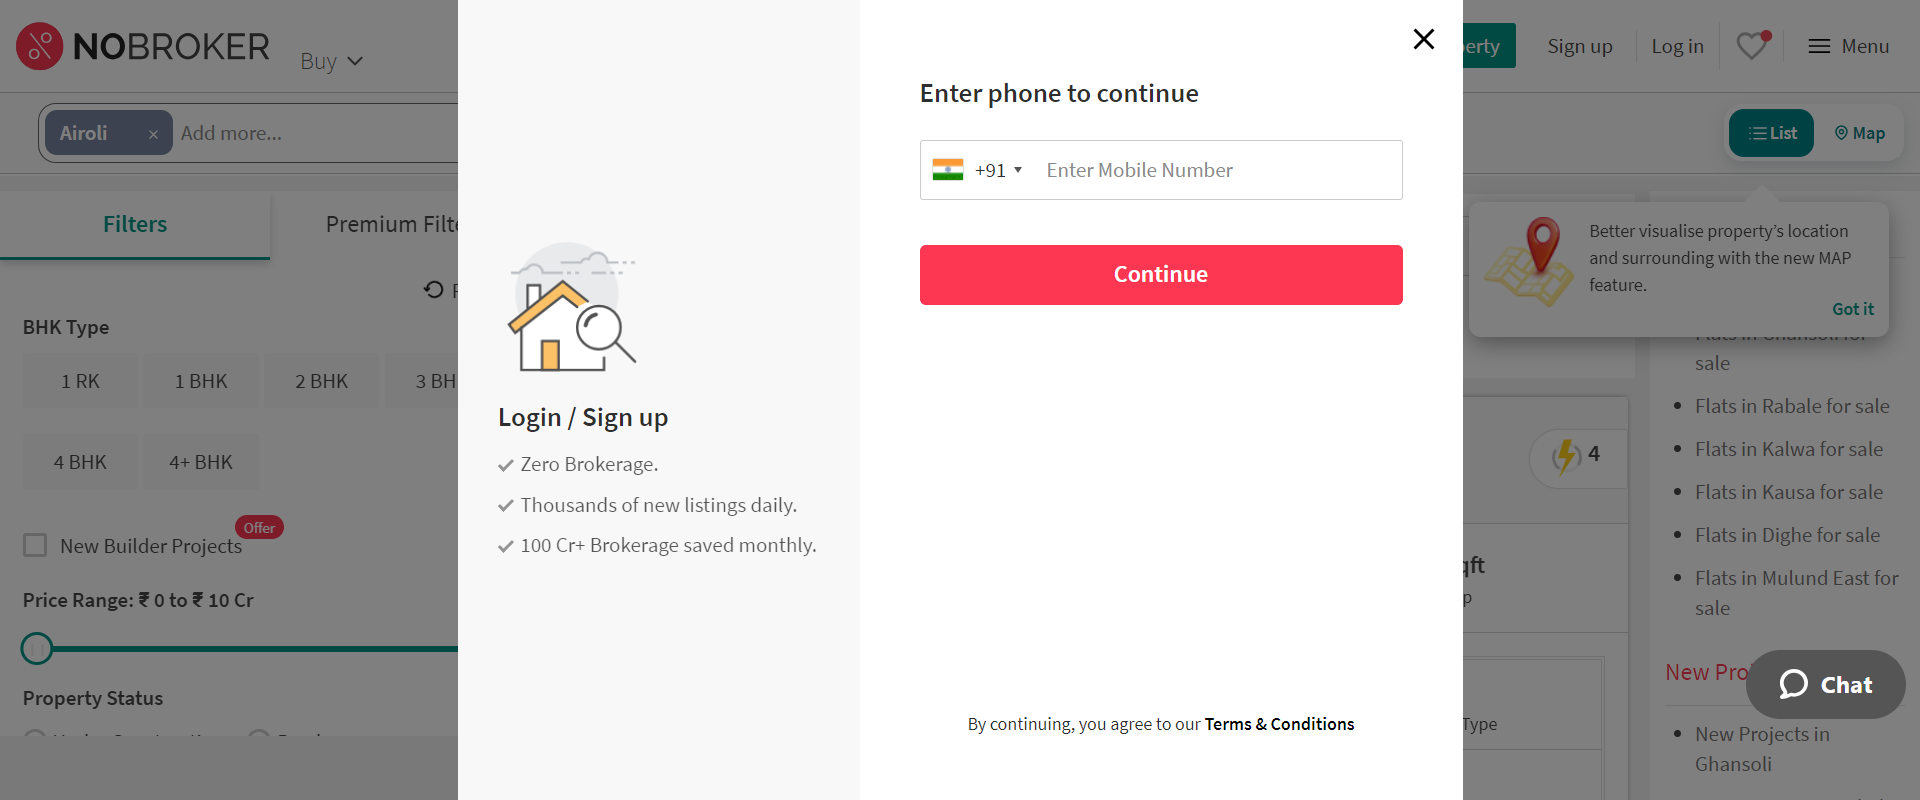 NOBROKER
Buy
Airoli × Add more...
Filters
Premium Filte
BHK Type
1 RK
1 BHK
2 BHK
3 BH
4 BHK
4+ BHK
New Builder Projects
Offer
Price Range: ₹ 0 to ₹ 10 Cr
Property Status
Login / Sign up
Zero Brokerage.
Thousands of new listings daily.
100 Cr+ Brokerage saved monthly.
Enter phone to continue
+91
Enter Mobile Number
Continue
By continuing, you agree to our Terms & Conditions
erty
Sign up
Log in
Menu
List
Map
Better visualise property's location
and surrounding with the new MAP
feature.
Got it
Flats in Ghansoli for
sale
Flats in Rabale for sale
Flats in Kalwa for sale
Flats in Kausa for sale
Flats in Dighe for sale
Flats in Mulund East for
sale
4
qft
p
Type
New Pro
Chat
New Projects in
Ghansoli